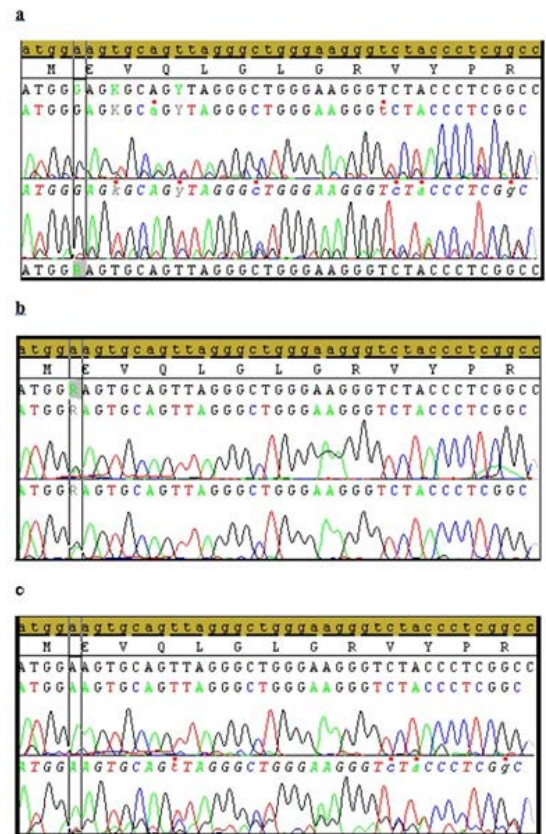 a
atggaagtgcagttagggctgggaagggtctaccctcggcc
M E V Q L G L G R V Y P R
ATGGGAGKGCAGYTAGGGCTGGGAAGGGTCTACCCTCGGCC
ATGGGAGKGCaGYTAGGGCTGGGAAGGGtCTACCCTCGGC
ATGGGAGkGCAGyTAGGGcTGGGAAGGGTcTaCCCTCGgC
ATGGRAGTGCAGTTAGGGCTGGGAAGGGTCTACCCTCGGCC
b
atggaagtgcagttagggctgggaagggtctaccctcggcc
M E V Q L G L G R V Y P R
ATGGRAGTGCAGTTAGGGCTGGGAAGGGTCTACCCTCGGCC
ATGGRAGTGCAGTTAGGGCTGGGAAGGGTCTACCCTCGGC
ATGGRAGTGCAGTTAGGGCTGGGAAGGGTCTACCCTCGGC
c
atggaagtgcagttagggctgggaagggtctaccctcggcc
M E V Q L G L G R V Y P R
ATGGAAGTGCAGTTAGGGCTGGGAAGGGTCTACCCTCGGCC
ATGGAAGTGCAGTTAGGGCTGGGAAGGGTCTACCCTCGGC
ATGGAAGTGCAGtTAGGGCTGGGAAGGGTcTaCCCTCGgC